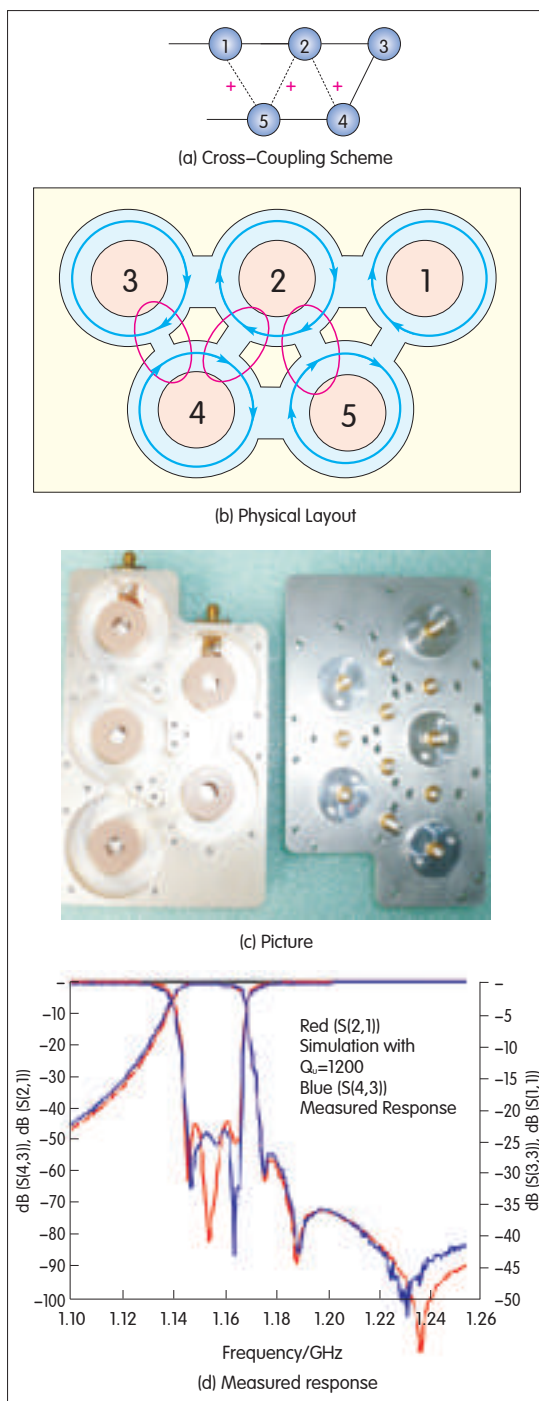 1 2 3
+ + +
5 4
(a) Cross–Coupling Scheme
3 2 1
4 5
(b) Physical Layout
(c) Picture
Red (S(2,1))
Simulation with
Qu=1200
Blue (S(4,3))
Measured Response
dB (S(4,3)), dB (S(2,1))
–
–10
–20
–30
–40
–50
–60
–70
–80
–90
–100
–
–5
–10
–15
–20
–25
–30
–35
–40
–45
–50
dB (S(3,3)), dB (S(1,1))
1.10 1.12 1.14 1.16 1.18 1.20 1.22 1.24 1.26
Frequency/GHz
(d) Measured response